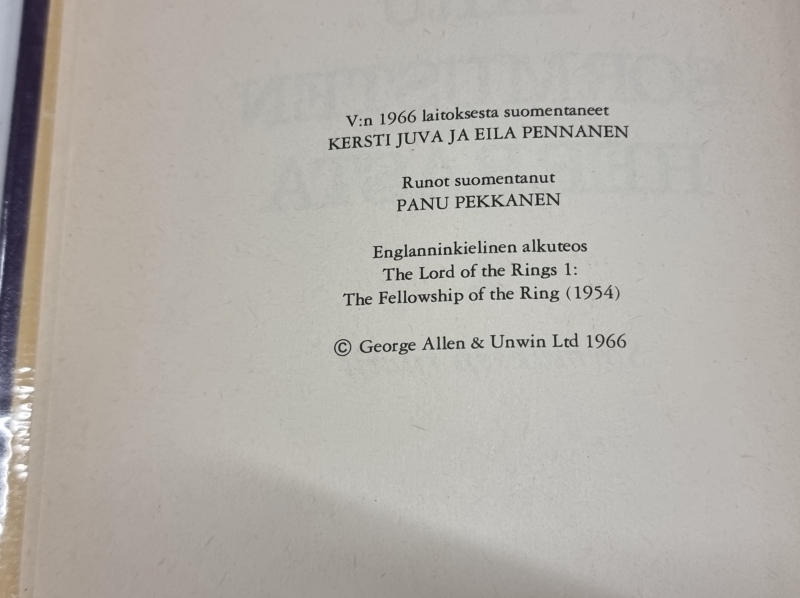 V:n 1966 laitoksesta suomentaneet
KERSTI JUVA JA EILA PENNANEN
Runot suomentanut
PANU PEKKANEN
Englanninkielinen alkuteos
The Lord of the Rings 1:
The Fellowship of the Ring (1954)
© George Allen & Unwin Ltd 1966